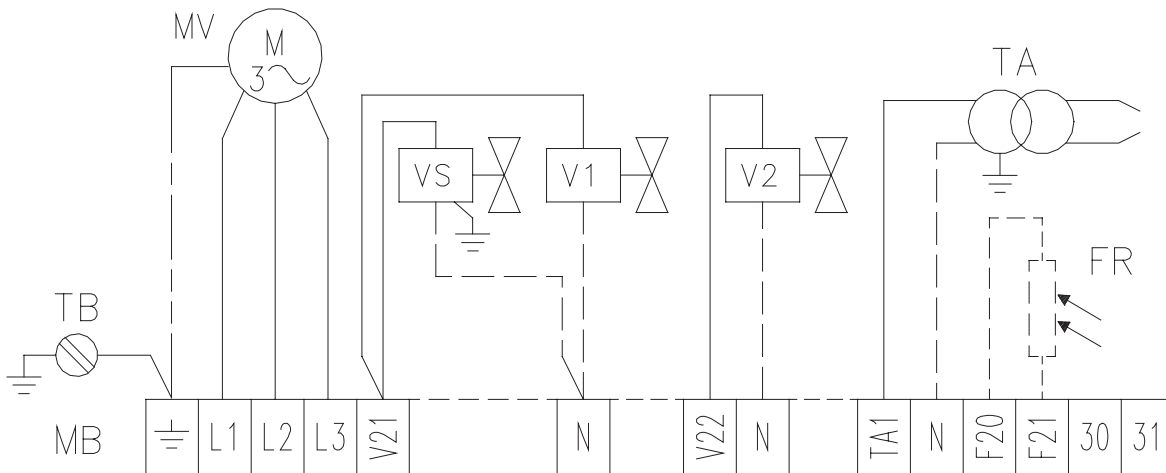 MV
M
3
TA
VS
V1
V2
FR
TB
MB
L1 L2 L3 V21 N V22 N TA1 N F20 F21 30 31